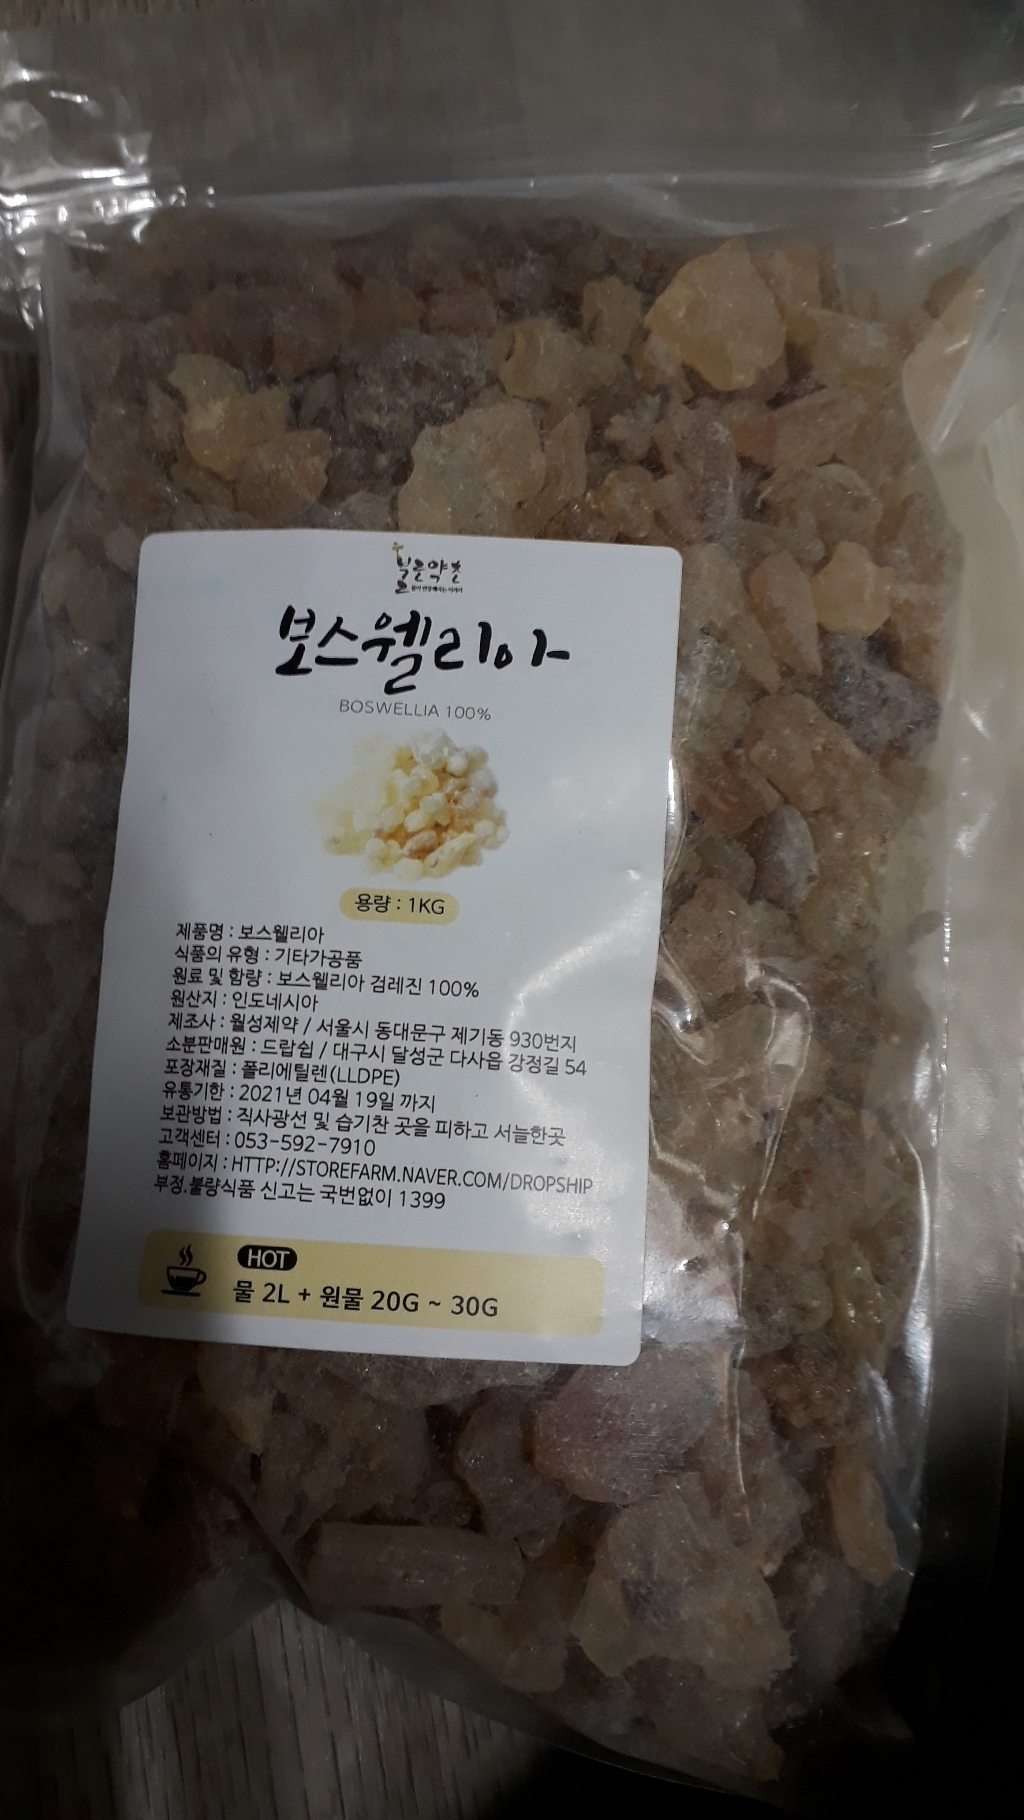 보스웰리아
BOSWELLIA 100%
용량 : 1KG
제품명 : 보스웰리아
식품의 유형 : 기타가공품
원료 및 함량 : 보스웰리아 검레진 100%
원산지 : 인도네시아
제조사 : 월성제약 / 서울시 동대문구 제기동 930번지
소분판매원 : 드랍쉽 / 대구시 달성군 다사읍 강정길 54
포장재질 : 폴리에틸렌(LLDPE)
유통기한 : 2021년 04월 19일 까지
보관방법 : 직사광선 및 습기찬 곳을 피하고 서늘한곳
고객센터 : 053-592-7910
홈페이지 : HTTP://STOREFARM.NAVER.COM/DROPSHIP
부정.불량식품 신고는 국번없이 1399
HOT
물 2L + 원물 20G ~ 30G